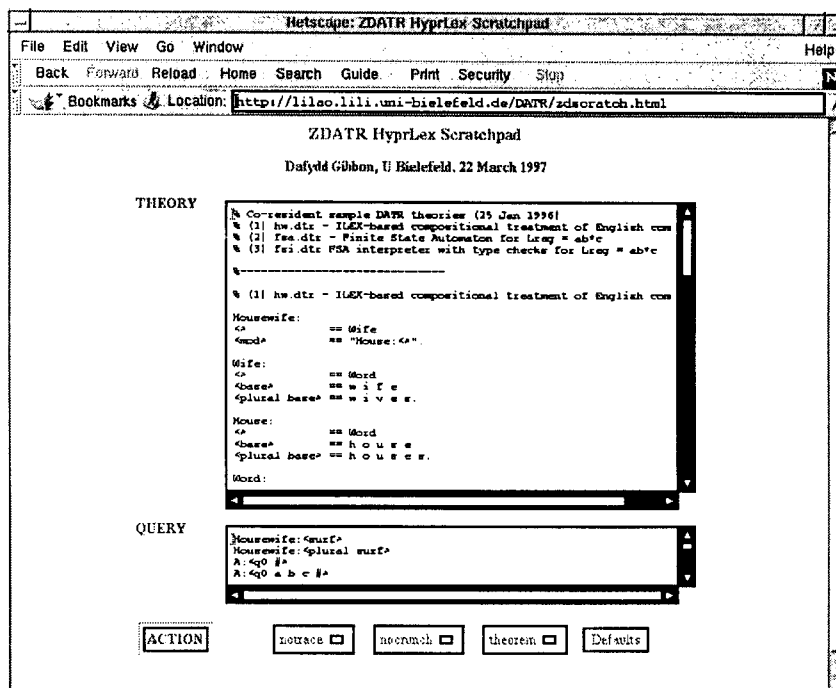 Netscape: ZDATR HyprLex Scratchpad
File Edit View Go Window Help
Back Forward Reload Home Search Guide Print Security Stop
Bookmarks Location: http://lilao.lili.uni-bielefeld.de/DATR/zdscratch.html
ZDATR HyprLex Scratchpad
Dafydd Gibbon, U Bielefeld, 22 March 1997
THEORY
% Co-resident sample DATR theories (25 Jan 1996)
% (1) hw.dtr - ILEX-based compositional treatment of English com
% (2) fsa.dtr - Finite State Automaton for Lreg = ab*c
% (3) fsi.dtr FSA interpreter with type checks for Lreg = ab*c
%-----------------------------
% (1) hw.dtr - ILEX-based compositional treatment of English com
Housewife:
<> == Wife
<mod> == "House:<>".
Wife:
<> == Word
<base> == w i f e
<plural base> == w i v e s.
House:
<> == Word
<base> == h o u s e
<plural base> == h o u s e s.
Word:
QUERY
Housewife:<surf>
Housewife:<plural surf>
A:<q0 #>
A:<q0 a b c #>
ACTION notrace nocrunch theorem Defaults